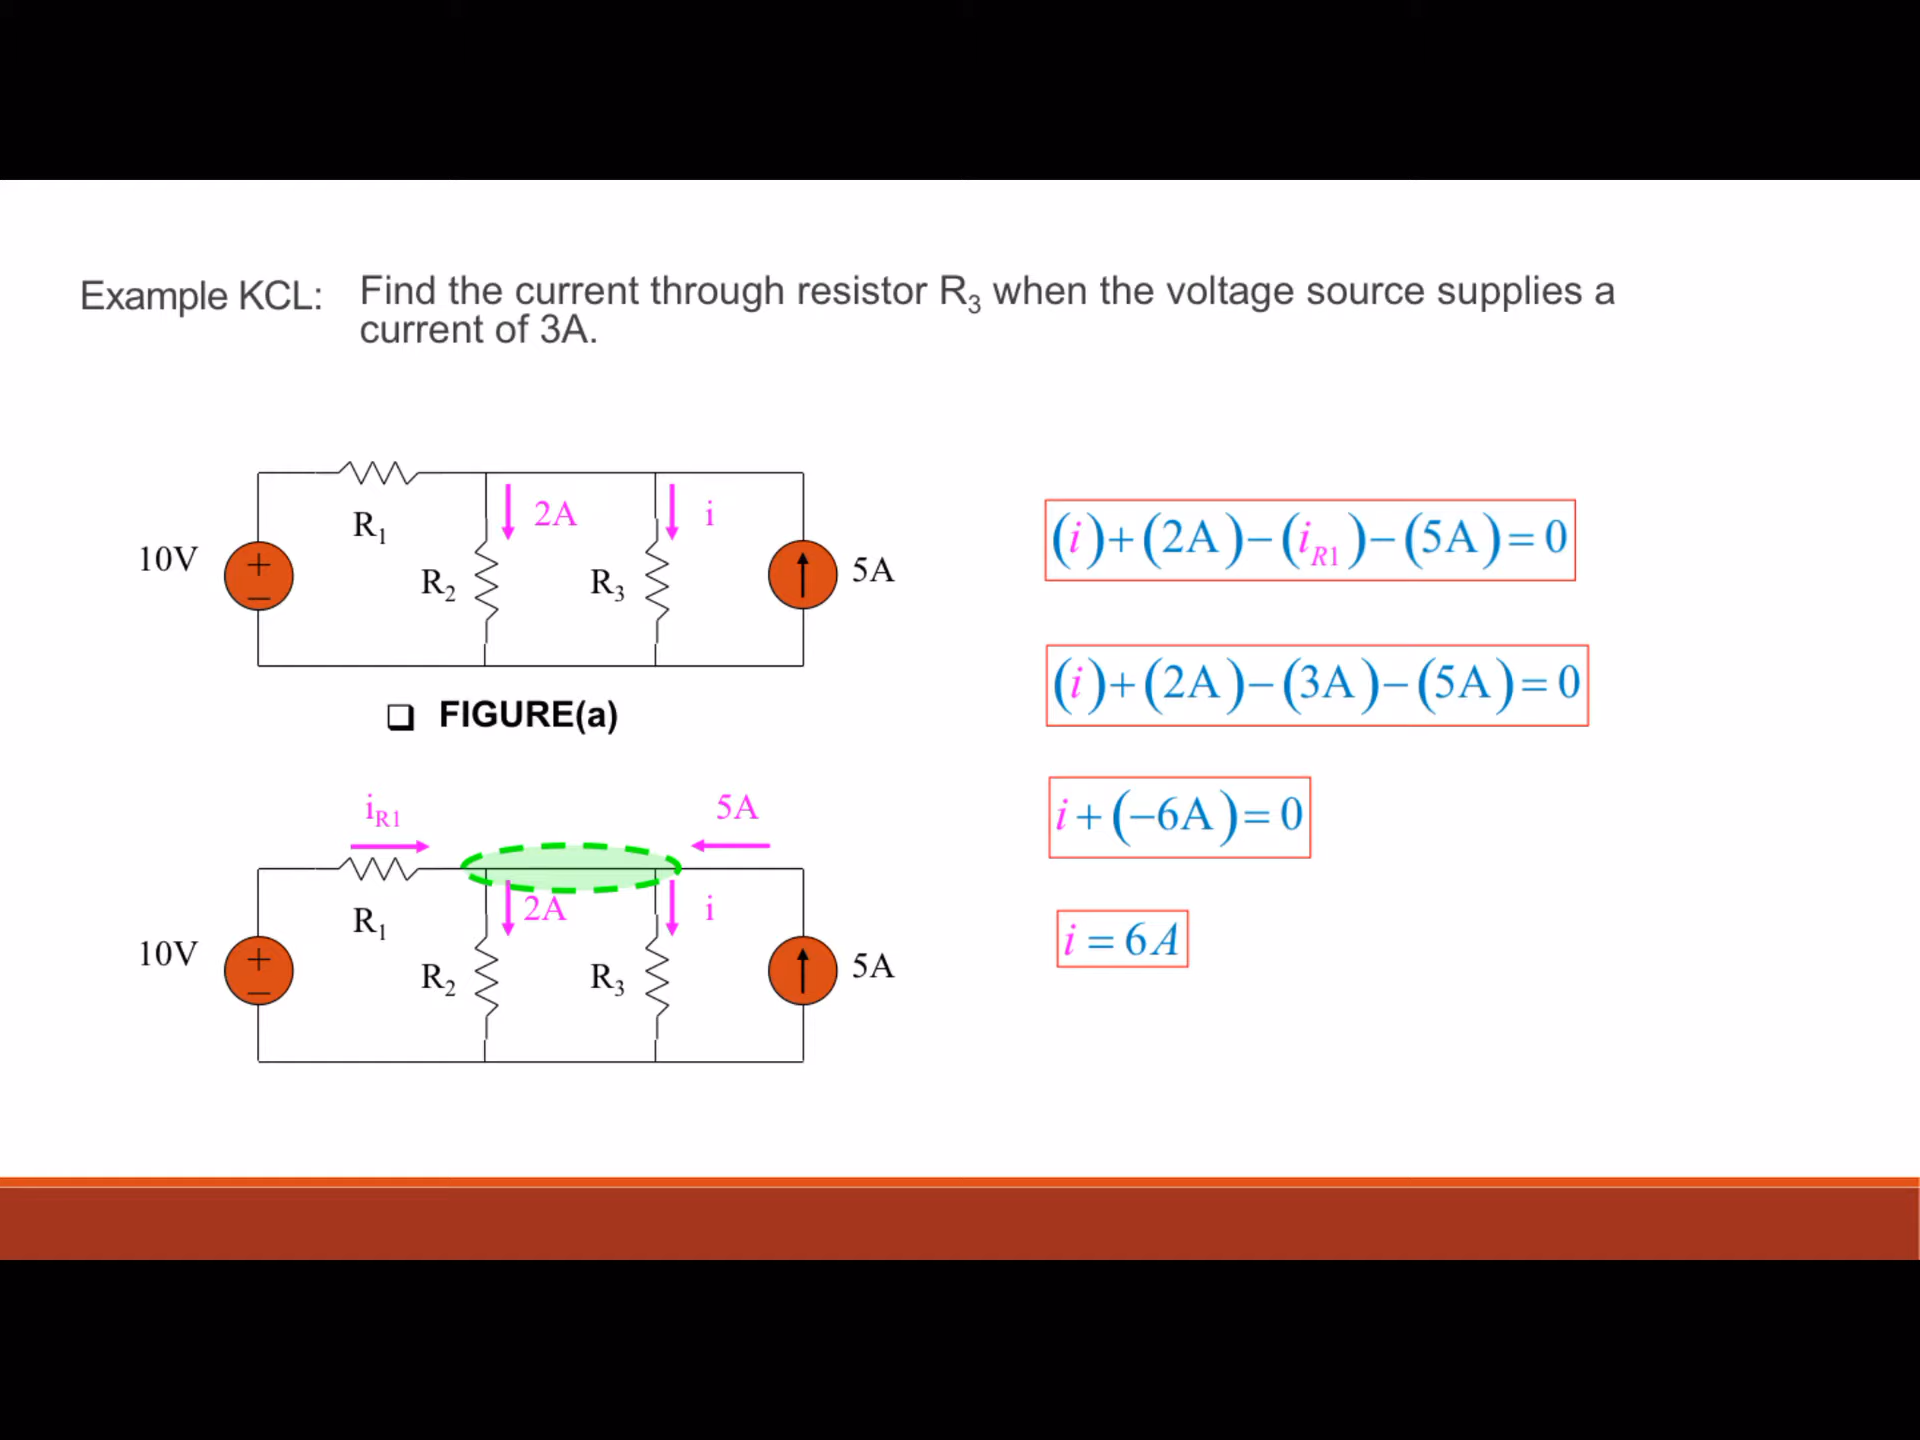 Example KCL: Find the current through resistor R₃ when the voltage source supplies a
current of 3A.
R₁
2A
i
10V
+
−
R₂
R₃
5A
❑ FIGURE(a)
i_R1
5A
R₁
2A
i
10V
+
−
R₂
R₃
5A
(i)+(2A)−(i_R1)−(5A)=0
(i)+(2A)−(3A)−(5A)=0
i+(−6A)=0
i=6A